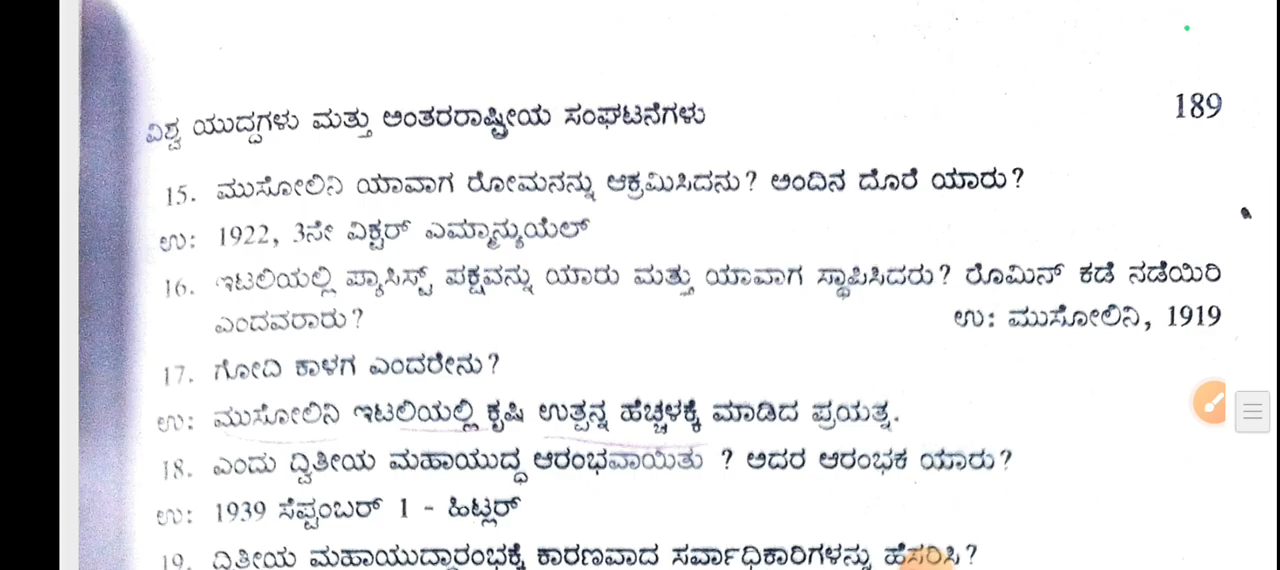 ವಿಶ್ವ ಯುದ್ದಗಳು ಮತ್ತು ಅಂತರರಾಷ್ಟ್ರೀಯ ಸಂಘಟನೆಗಳು 189
15. ಮುಸೋಲಿನಿ ಯಾವಾಗ ರೋಮನನ್ನು ಆಕ್ರಮಿಸಿದನು? ಅಂದಿನ ದೊರೆ ಯಾರು?
ಉ: 1922, 3ನೇ ವಿಕ್ಟರ್ ಎಮ್ಮಾನ್ಯುಯೆಲ್
16. ಇಟಲಿಯಲ್ಲಿ ಪ್ಯಾಸಿಸ್ಟ್ ಪಕ್ಷವನ್ನು ಯಾರು ಮತ್ತು ಯಾವಾಗ ಸ್ಥಾಪಿಸಿದರು? ರೊಮಿನ್ ಕಡೆ ನಡೆಯಿರಿ
ಎಂದವರಾರು? ಉ: ಮುಸೋಲಿನಿ, 1919
17. ಗೋದಿ ಕಾಳಗ ಎಂದರೇನು?
ಉ: ಮುಸೋಲಿನಿ ಇಟಲಿಯಲ್ಲಿ ಕೃಷಿ ಉತ್ಪನ್ನ ಹೆಚ್ಚಳಕ್ಕೆ ಮಾಡಿದ ಪ್ರಯತ್ನ.
18. ಎಂದು ದ್ವಿತೀಯ ಮಹಾಯುದ್ಧ ಆರಂಭವಾಯಿತು ? ಅದರ ಆರಂಭಕ ಯಾರು?
ಉ: 1939 ಸೆಪ್ಟಂಬರ್ 1 - ಹಿಟ್ಲರ್
19. ದ್ವಿತೀಯ ಮಹಾಯುದ್ಧಾರಂಭಕ್ಕೆ ಕಾರಣವಾದ ಸರ್ವಾಧಿಕಾರಿಗಳನ್ನು ಹೆಸರಿಸಿ?